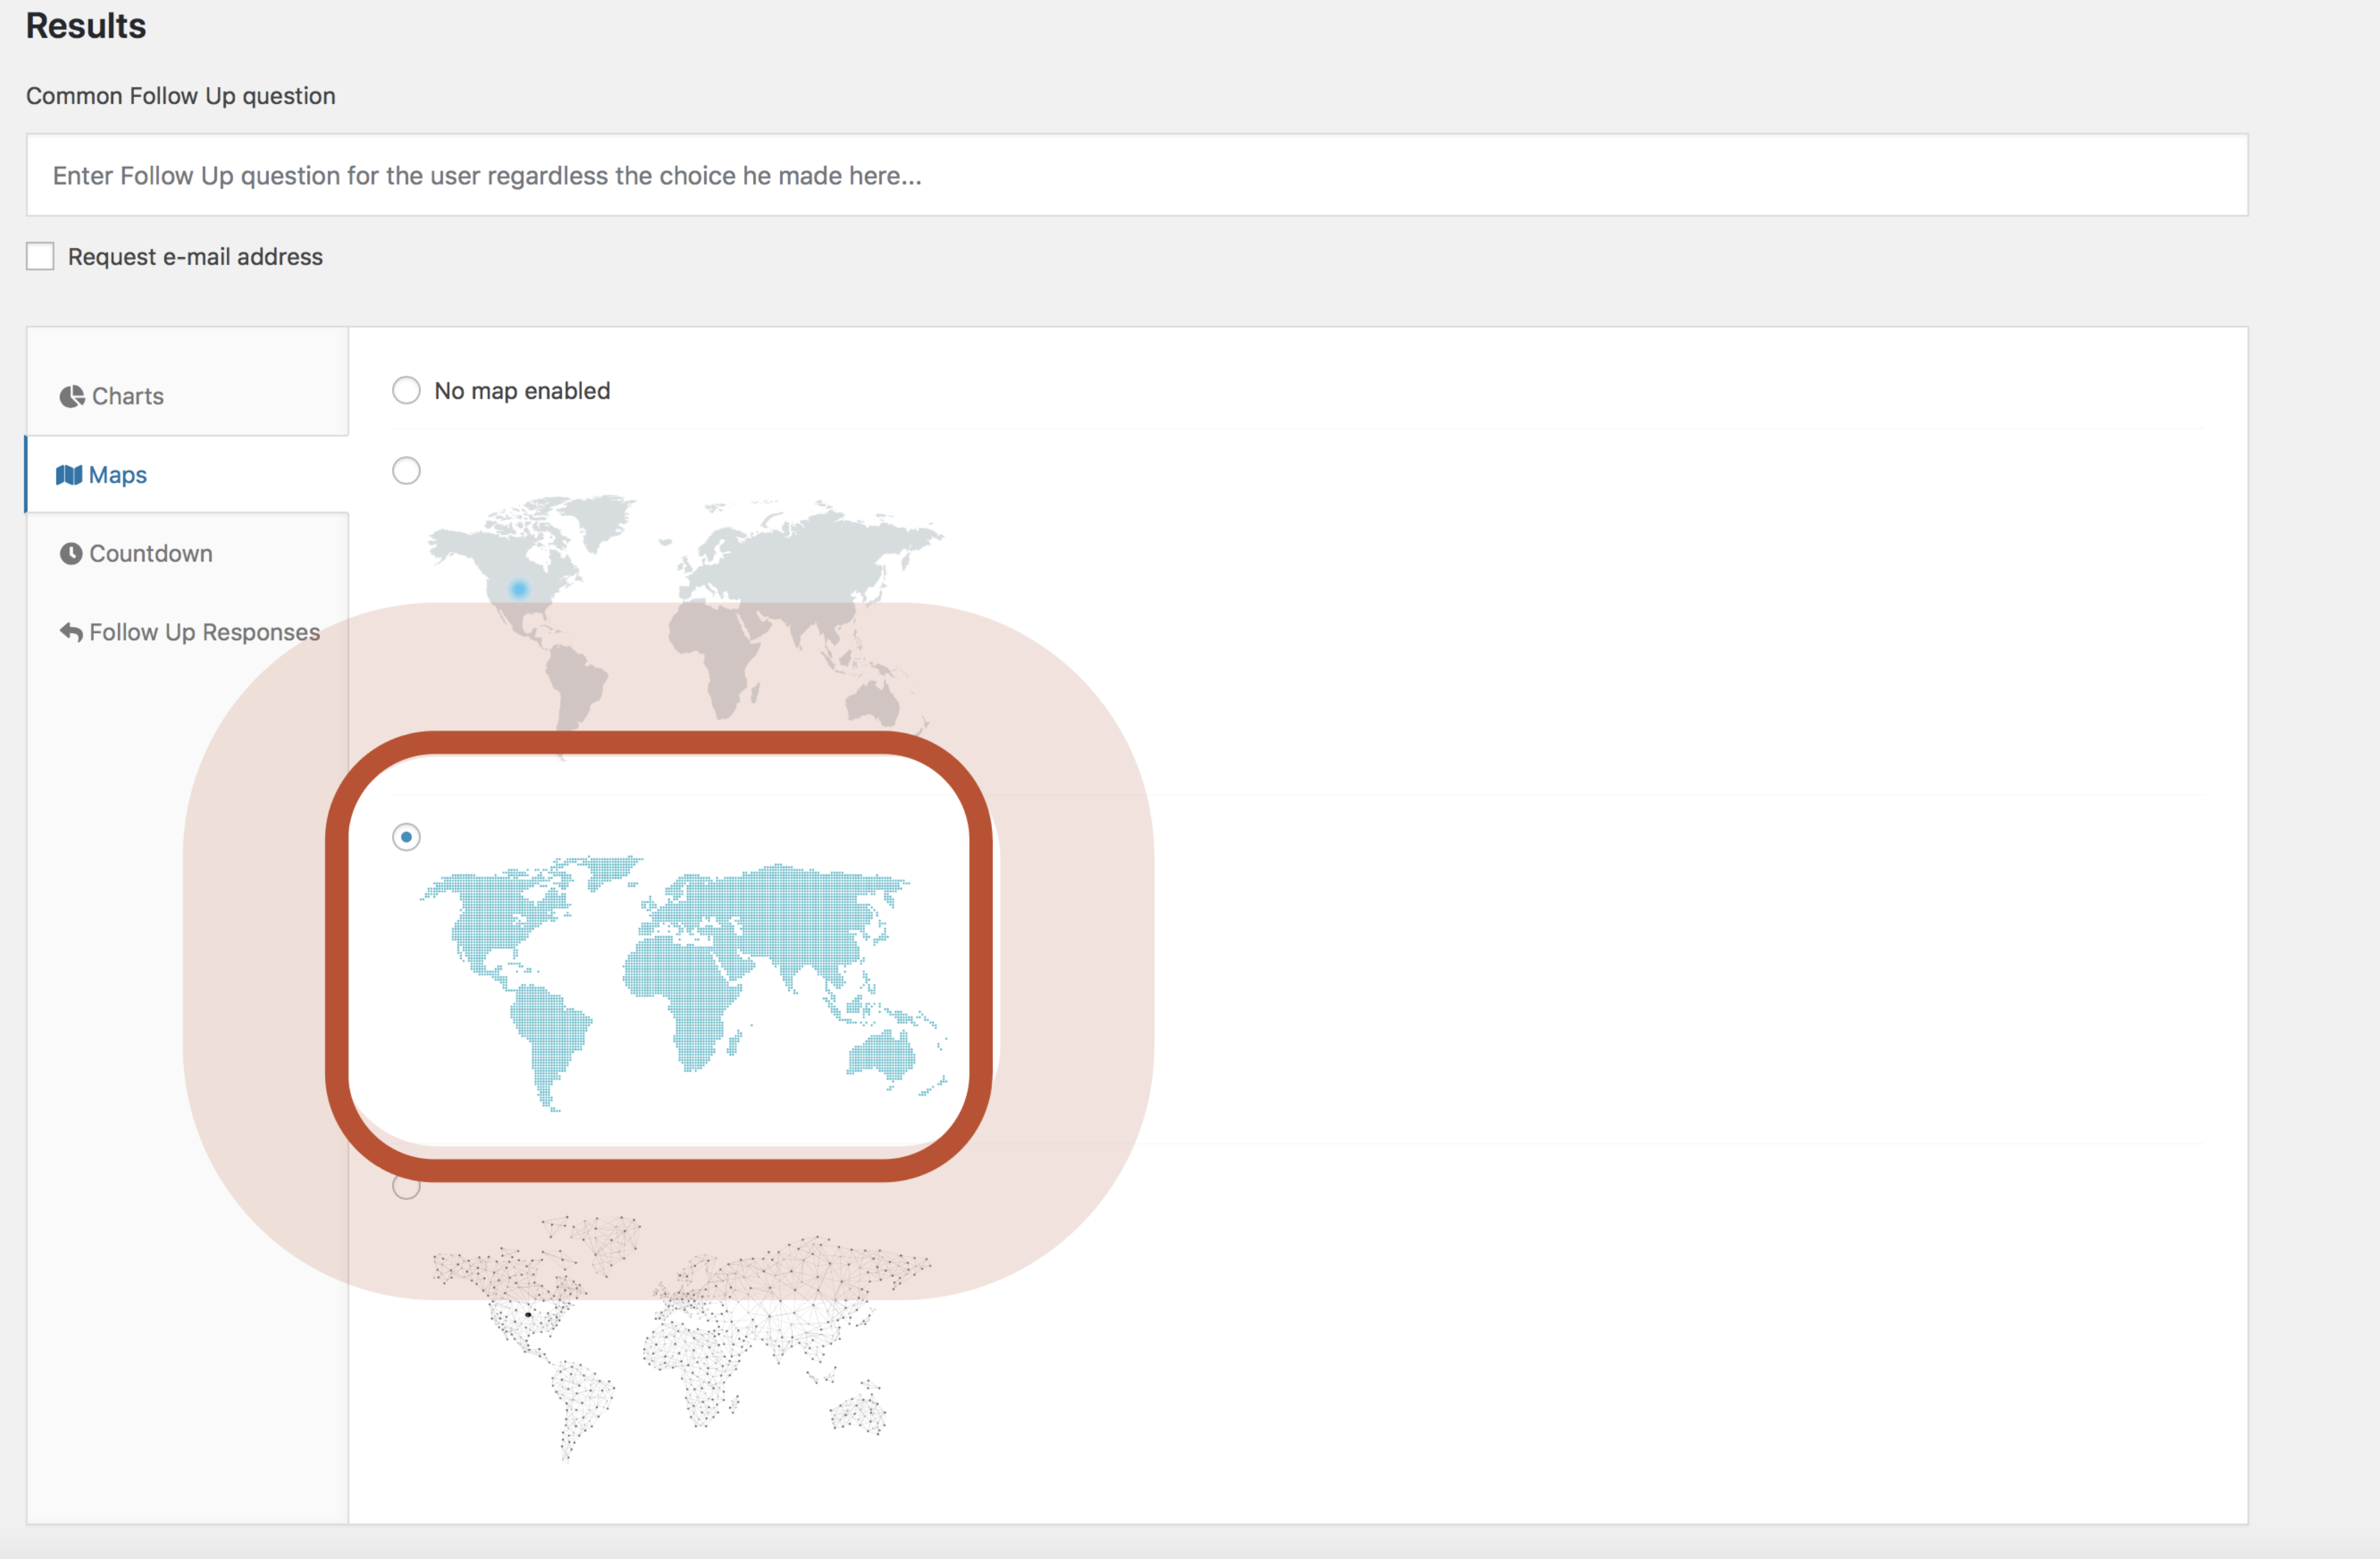 Results
Common Follow Up question
Enter Follow Up question for the user regardless the choice he made here...
Request e-mail address
Charts
Maps
Countdown
Follow Up Responses
No map enabled